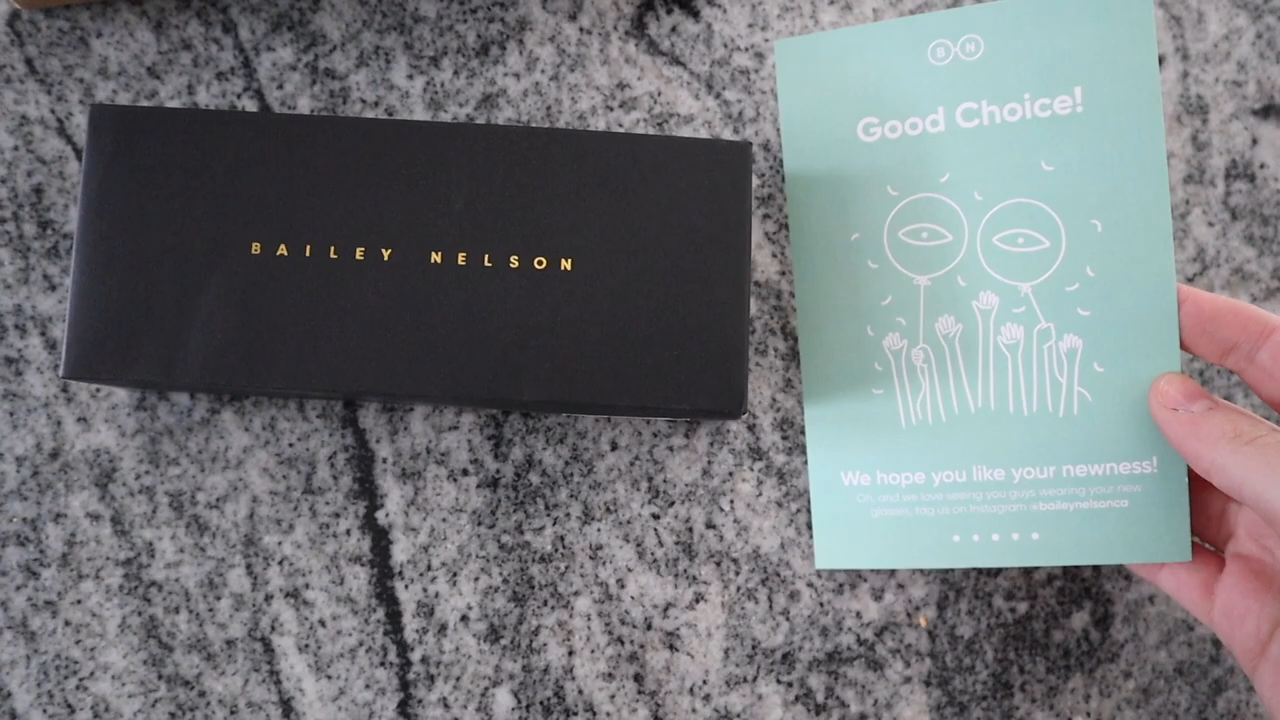 BAILEY NELSON
B N
Good Choice!
We hope you like your newness!
Oh, and we love seeing you guys wearing your new
glasses, tag us on Instagram @baileynelsonca